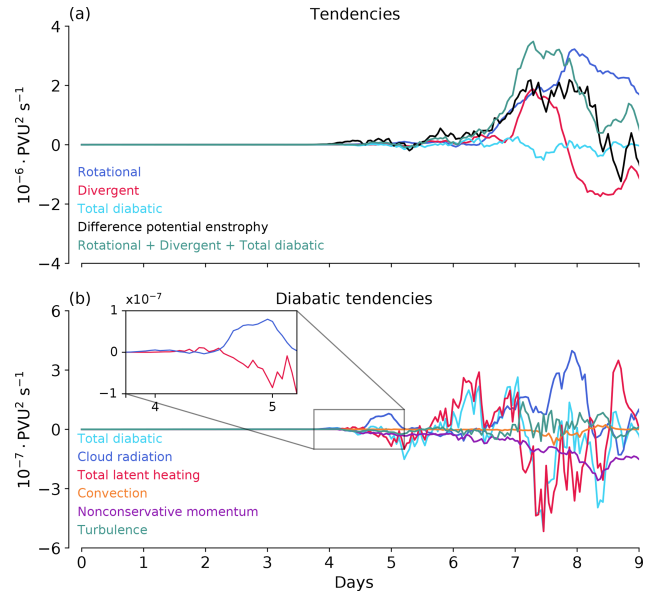 (a) Tendencies
4
2
0
−2
−4
10⁻⁶ · PVU² s⁻¹
Rotational
Divergent
Total diabatic
Difference potential enstrophy
Rotational + Divergent + Total diabatic
(b) Diabatic tendencies
6
3
0
−3
−6
10⁻⁷ · PVU² s⁻¹
x10⁻⁷
1
0
−1
4 5
Total diabatic
Cloud radiation
Total latent heating
Convection
Nonconservative momentum
Turbulence
0 1 2 3 4 5 6 7 8 9
Days